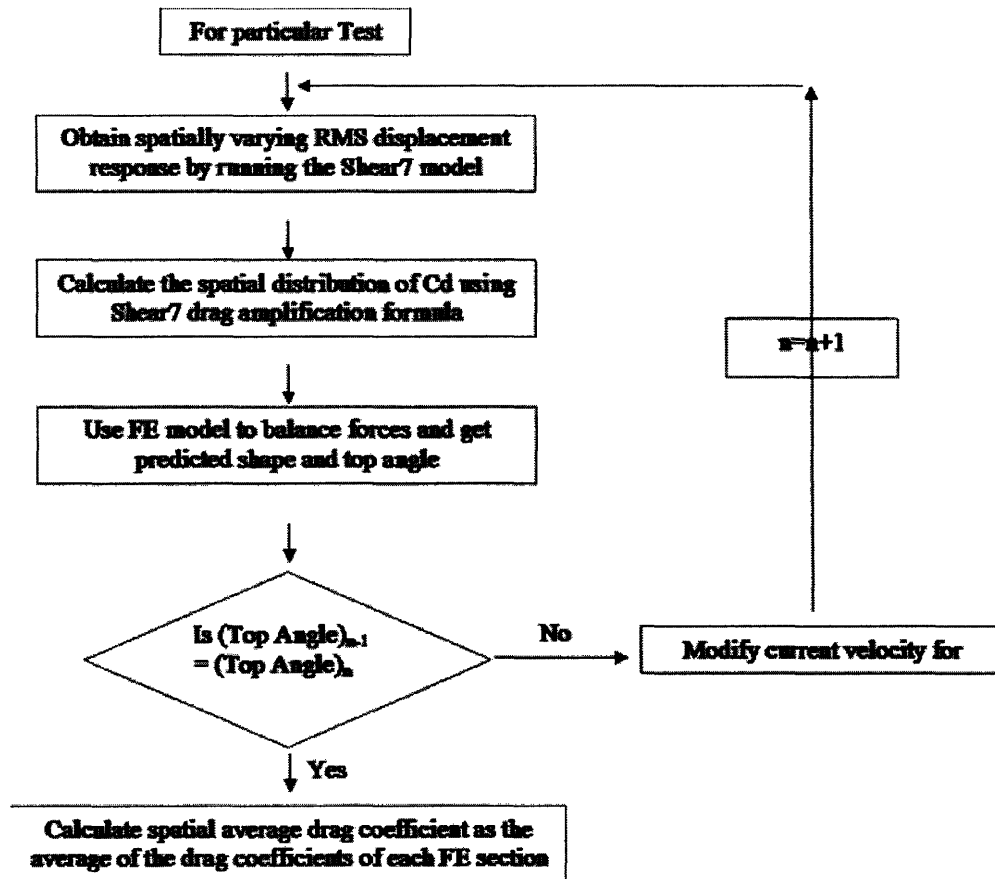 For particular Test
Obtain spatially varying RMS displacement
response by running the Shear7 model
Calculate the spatial distribution of Cd using
Shear7 drag amplification formula
n=n+1
Use FE model to balance forces and get
predicted shape and top angle
Is (Top Angle)n-1
= (Top Angle)n
No
Modify current velocity for
Yes
Calculate spatial average drag coefficient as the
average of the drag coefficients of each FE section